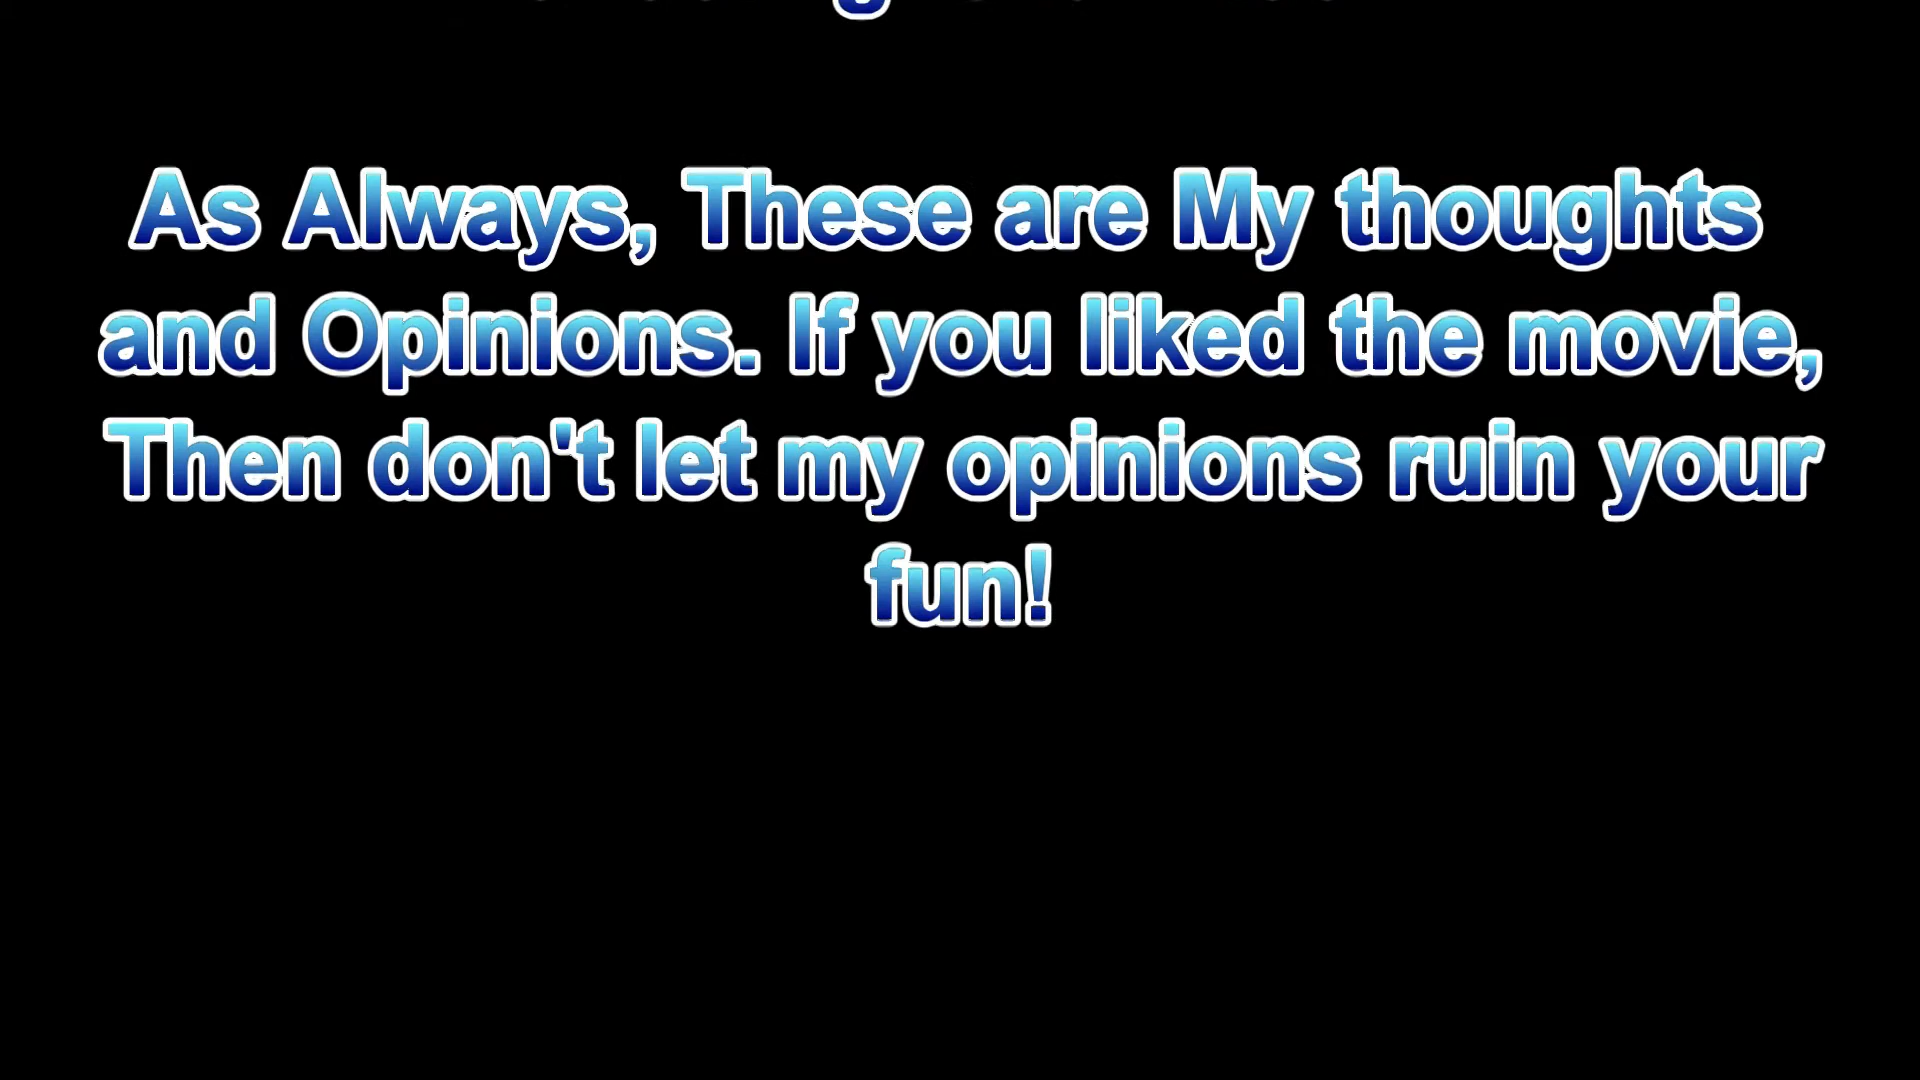 As Always, These are My thoughts
and Opinions. If you liked the movie,
Then don't let my opinions ruin your
fun!